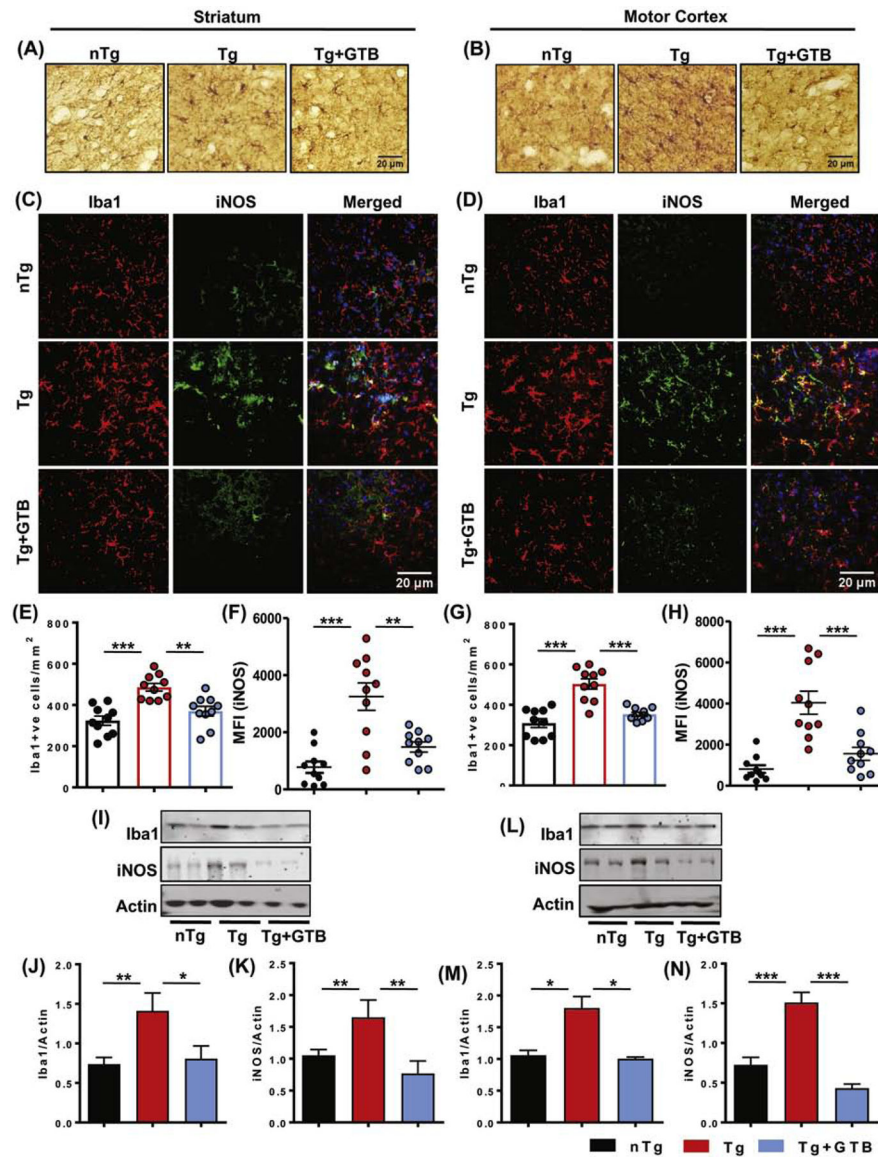 Striatum
Motor Cortex
(A)
nTg
Tg
Tg+GTB
20 µm
(B)
nTg
Tg
Tg+GTB
20 µm
(C)
Iba1
iNOS
Merged
nTg
Tg
Tg+GTB
20 µm
(D)
Iba1
iNOS
Merged
nTg
Tg
Tg+GTB
20 µm
(E)
Iba1+ve cells/mm²
800
600
400
200
0
***
**
(F)
MFI (iNOS)
6000
4000
2000
0
***
**
(G)
Iba1+ve cells/mm²
800
600
400
200
0
***
***
(H)
MFI (iNOS)
8000
6000
4000
2000
0
***
***
(I)
Iba1
iNOS
Actin
nTg
Tg
Tg+GTB
(L)
Iba1
iNOS
Actin
nTg
Tg
Tg+GTB
(J)
Iba1/Actin
2.0
1.5
1.0
0.5
0.0
**
*
(K)
iNOS/Actin
2.0
1.5
1.0
0.5
0.0
**
**
(M)
Iba1/Actin
2.0
1.5
1.0
0.5
0.0
*
*
(N)
iNOS/Actin
2.0
1.5
1.0
0.5
0.0
***
***
nTg
Tg
Tg+GTB